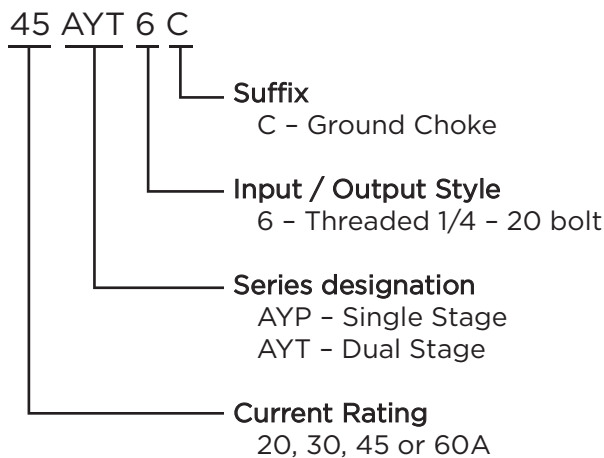 45 AYT 6 C
Suffix
C – Ground Choke
Input / Output Style
6 – Threaded 1/4 – 20 bolt
Series designation
AYP – Single Stage
AYT – Dual Stage
Current Rating
20, 30, 45 or 60A